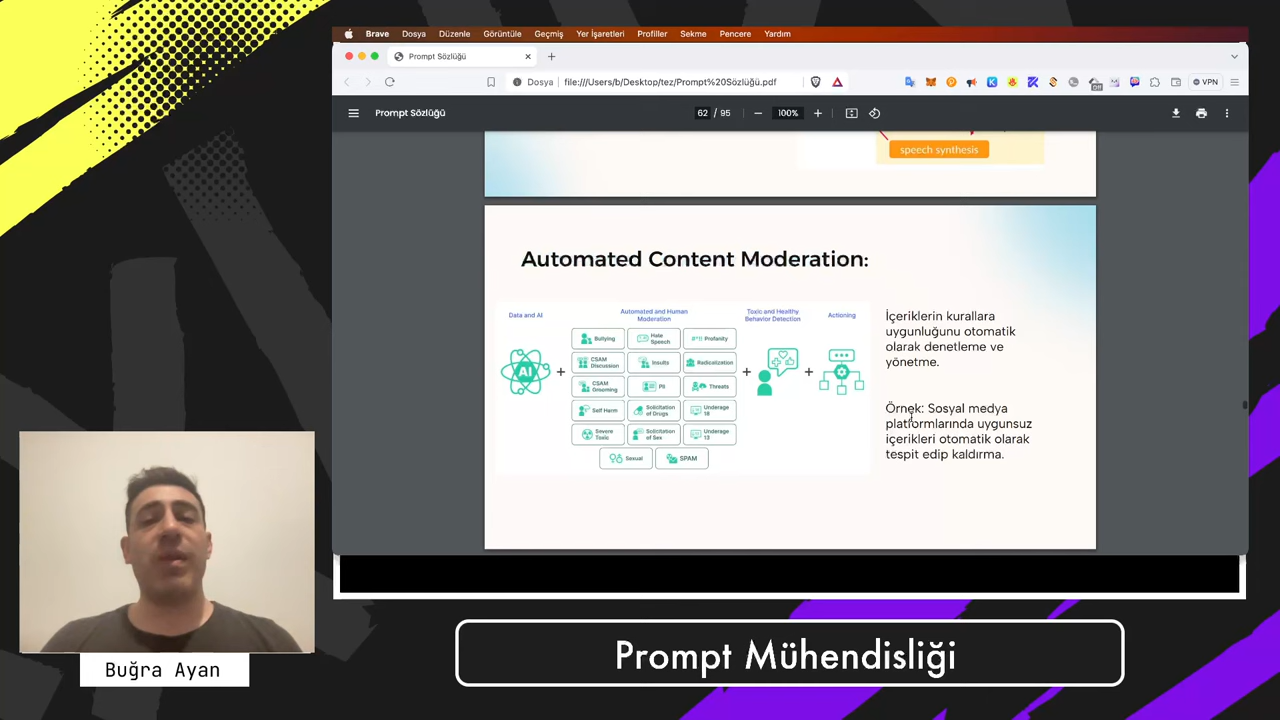 Brave Dosya Düzenle Görüntüle Geçmiş Yer İşaretleri Profiller Sekme Pencere Yardım
Prompt Sözlüğü
Dosya file:///Users/b/Desktop/tez/Prompt%20Sözlüğü.pdf
VPN
Prompt Sözlüğü 62 / 95 100%
speech synthesis
Automated Content Moderation:
Data and AI
Automated and Human
Moderation
Toxic and Healthy
Behavior Detection
Actioning
AI
Bullying
Hate
Speech
#*!! Profanity
CSAM
Discussion
Insults
Radicalization
CSAM
Grooming
PII
Threats
Self Harm
Solicitation
of Drugs
Underage
18
Severe
Toxic
Solicitation
of Sex
Underage
13
Sexual
SPAM
İçeriklerin kurallara
uygunluğunu otomatik
olarak denetleme ve
yönetme.
Örnek: Sosyal medya
platformlarında uygunsuz
içerikleri otomatik olarak
tespit edip kaldırma.
Buğra Ayan
Prompt Mühendisliği